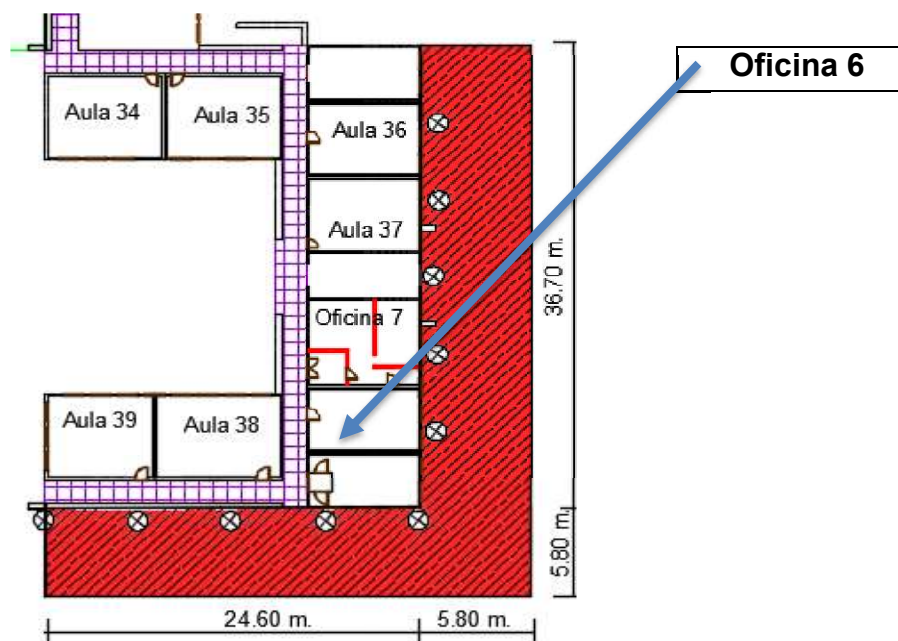 Oficina 6
Aula 34
Aula 35
Aula 36
Aula 37
Oficina 7
Aula 39
Aula 38
36.70 m.
5.80 m.
24.60 m.
5.80 m.